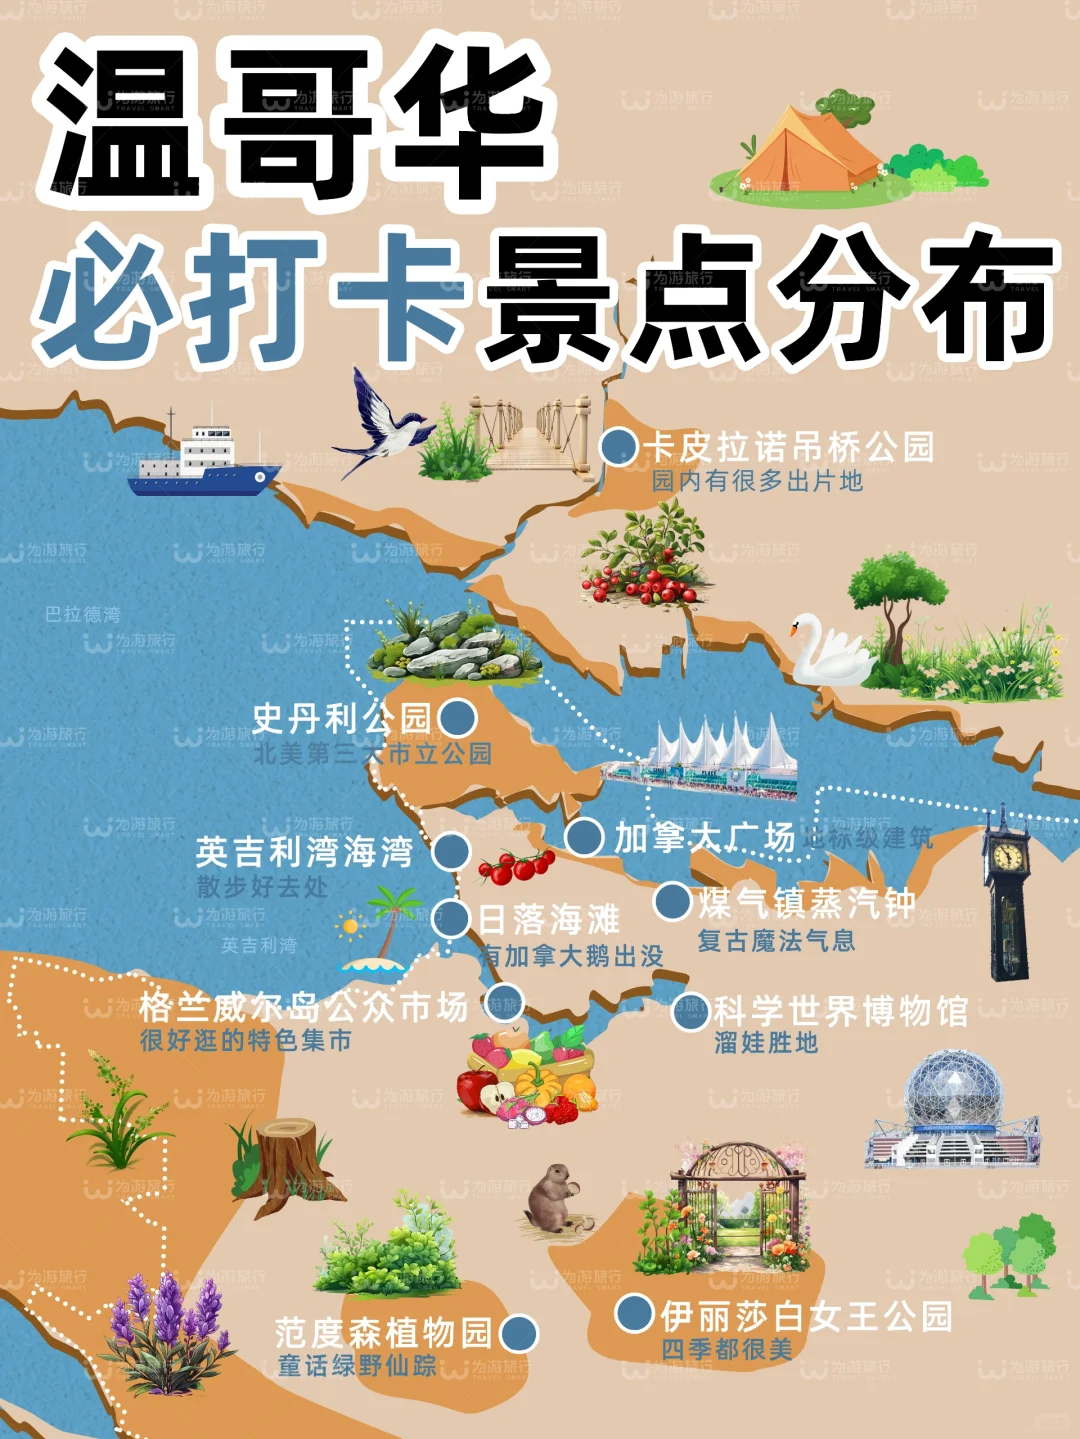 温哥华
必打卡景点分布
卡皮拉诺吊桥公园
园内有很多出片地
巴拉德湾
史丹利公园
北美第三大市立公园
加拿大广场 地标级建筑
英吉利湾海湾
散步好去处
煤气镇蒸汽钟
复古魔法气息
日落海滩
有加拿大鹅出没
英吉利湾
格兰威尔岛公众市场
很好逛的特色集市
科学世界博物馆
溜娃胜地
伊丽莎白女王公园
四季都很美
范度森植物园
童话绿野仙踪
为游旅行
TRAVEL SMART